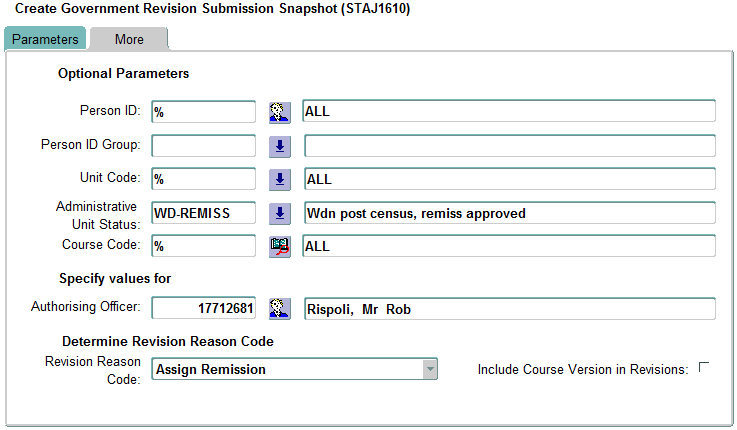 Create Government Revision Submission Snapshot (STAJ1610)
Parameters More
Optional Parameters
Person ID: % ALL
Person ID Group:
Unit Code: % ALL
Administrative
Unit Status: WD-REMISS Wdn post census, remiss approved
Course Code: % ALL
Specify values for
Authorising Officer: 17712681 Rispoli, Mr Rob
Determine Revision Reason Code
Revision Reason
Code: Assign Remission Include Course Version in Revisions: